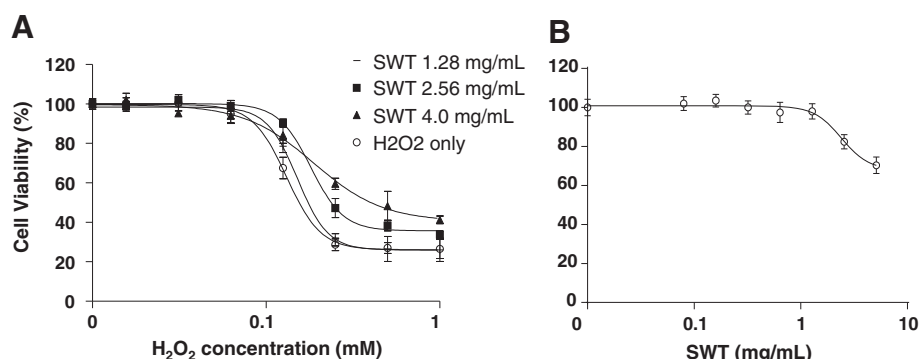 A
120
100
80
60
40
20
0
Cell Viability (%)
0
0.1
1
H₂O₂ concentration (mM)
SWT 1.28 mg/mL
SWT 2.56 mg/mL
SWT 4.0 mg/mL
H2O2 only
B
120
100
80
60
40
20
0
0
0.1
1
10
SWT (mg/mL)